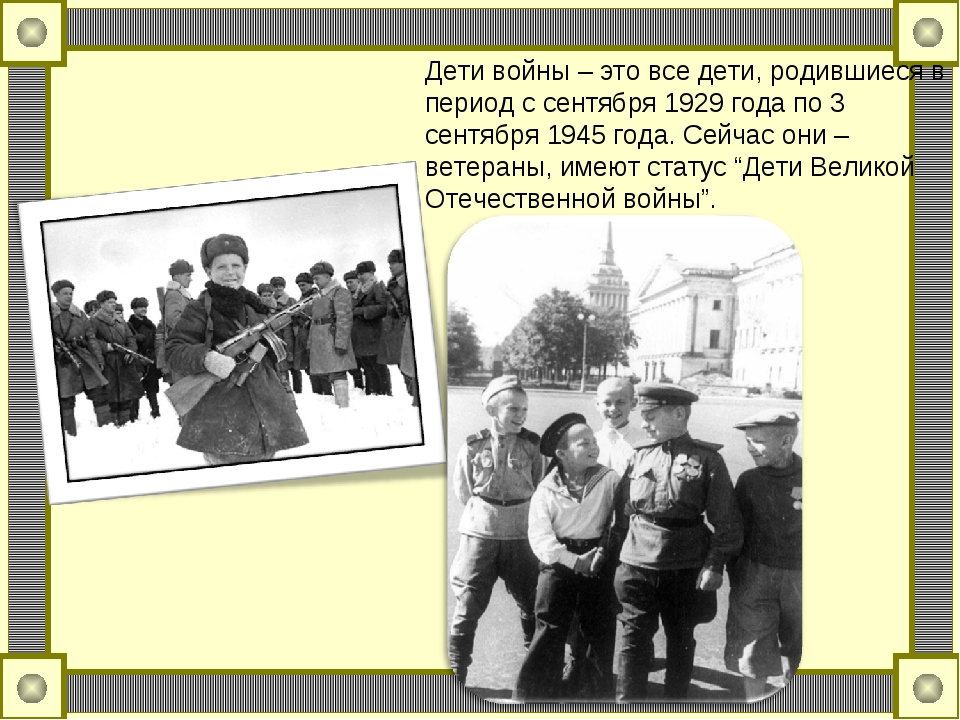 Дети войны – это все дети, родившиеся в
период с сентября 1929 года по 3
сентября 1945 года. Сейчас они –
ветераны, имеют статус “Дети Великой
Отечественной войны”.